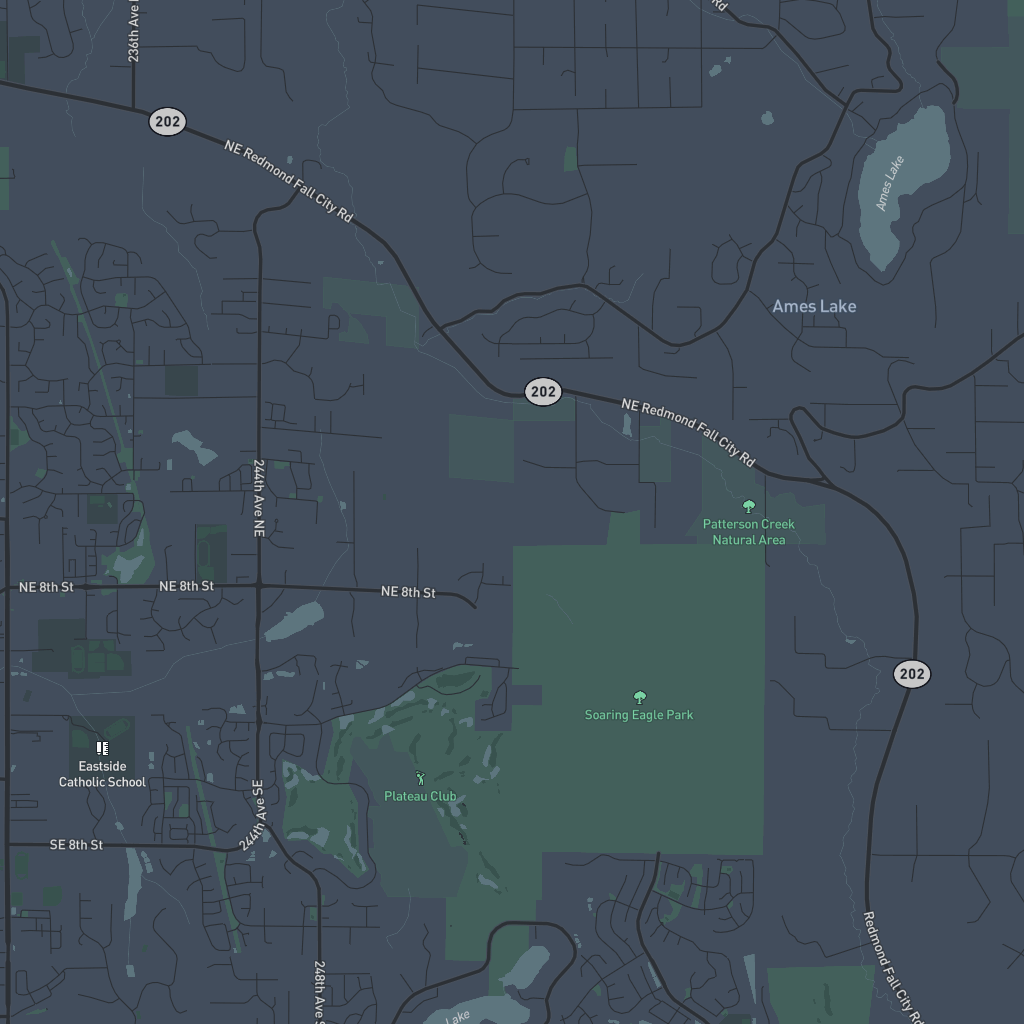 Rd
236th Ave
202
NE Redmond Fall City Rd
Ames Lake
Ames Lake
202
NE Redmond Fall City Rd
244th Ave NE
Patterson Creek
Natural Area
NE 8th St
NE 8th St
NE 8th St
202
Soaring Eagle Park
Eastside
Catholic School
Plateau Club
244th Ave SE
SE 8th St
Redmond Fall City Rd
248th Ave S
Lake